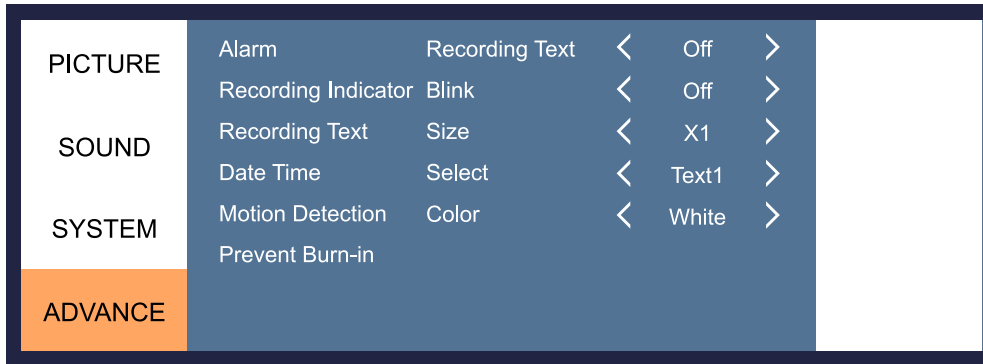 PICTURE
SOUND
SYSTEM
ADVANCE
Alarm
Recording Indicator
Recording Text
Date Time
Motion Detection
Prevent Burn-in
Recording Text Off
Blink Off
Size X1
Select Text1
Color White